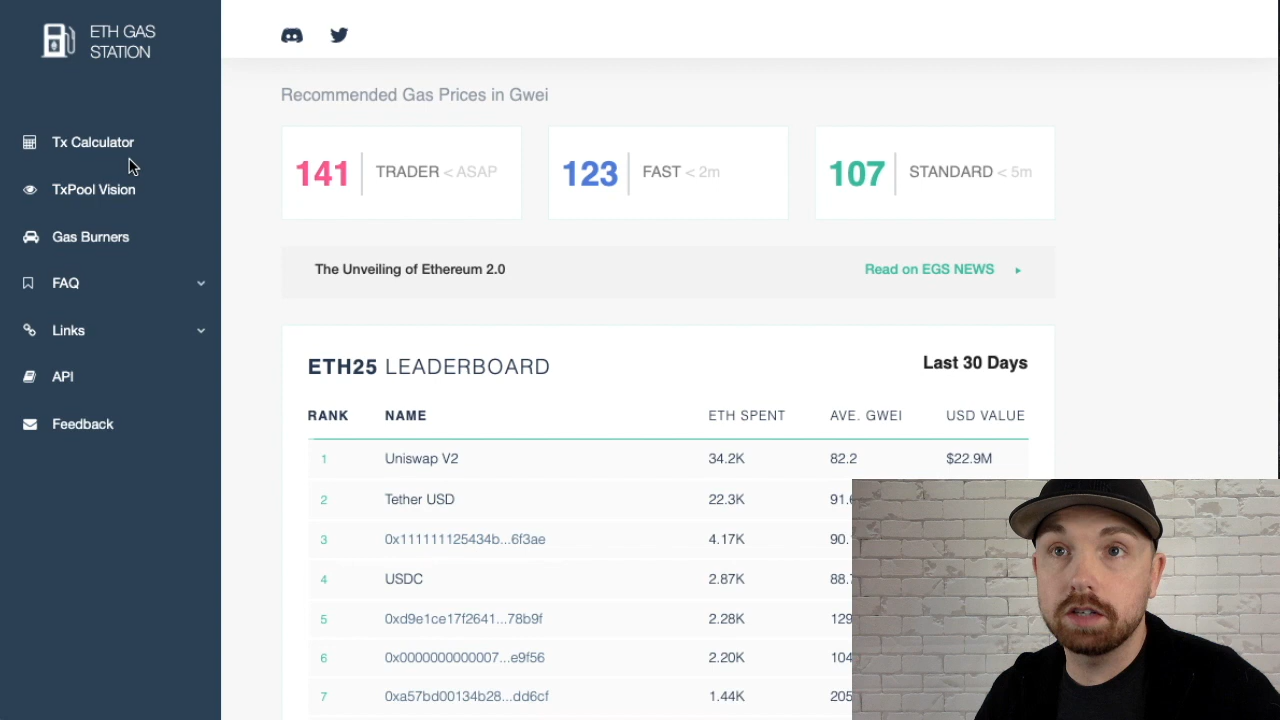 ETH GAS
STATION
Tx Calculator
TxPool Vision
Gas Burners
FAQ
Links
API
Feedback
Recommended Gas Prices in Gwei
141 TRADER < ASAP
123 FAST < 2m
107 STANDARD < 5m
The Unveiling of Ethereum 2.0 Read on EGS NEWS
ETH25 LEADERBOARD Last 30 Days
RANK NAME ETH SPENT AVE. GWEI USD VALUE
1 Uniswap V2 34.2K 82.2 $22.9M
2 Tether USD 22.3K
3 0x111111125434b...6f3ae 4.17K
4 USDC 2.87K
5 0xd9e1ce17f2641...78b9f 2.28K
6 0x0000000000007...e9f56 2.20K
7 0xa57bd00134b28...dd6cf 1.44K